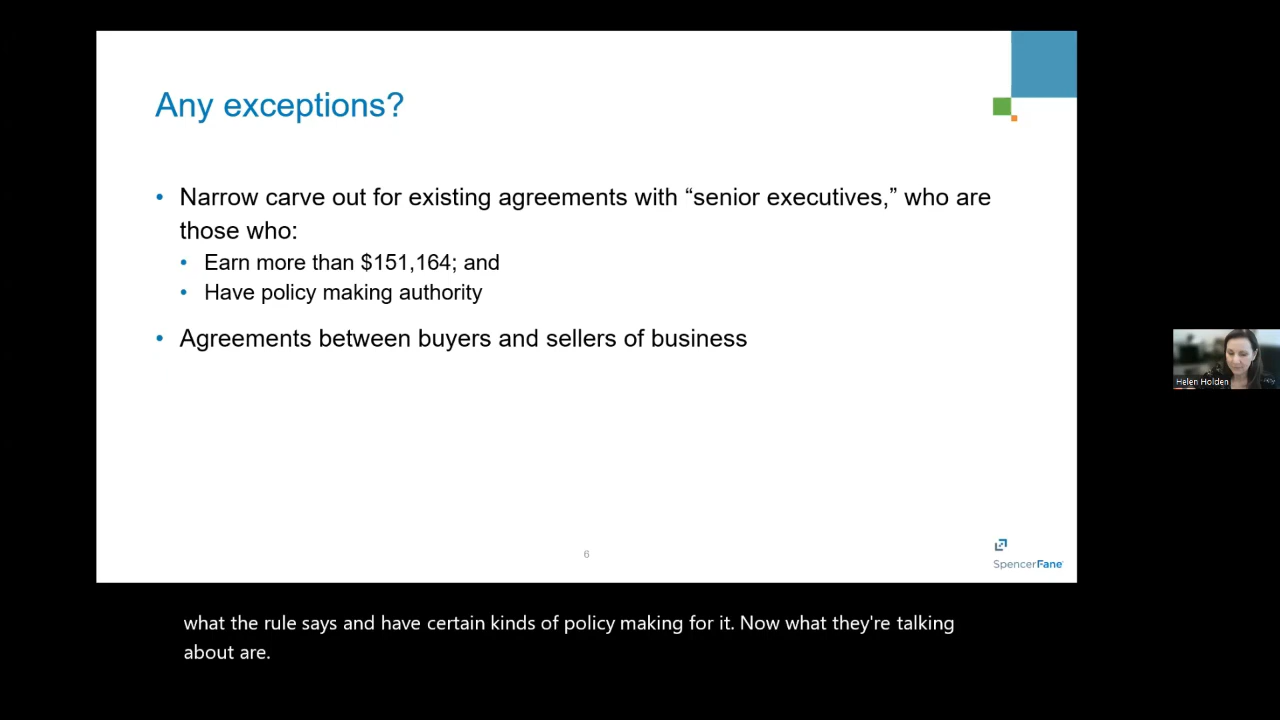 Any exceptions?
• Narrow carve out for existing agreements with “senior executives,” who are
those who:
• Earn more than $151,164; and
• Have policy making authority
• Agreements between buyers and sellers of business
Helen Holden
6
SpencerFane
what the rule says and have certain kinds of policy making for it. Now what they're talking
about are.